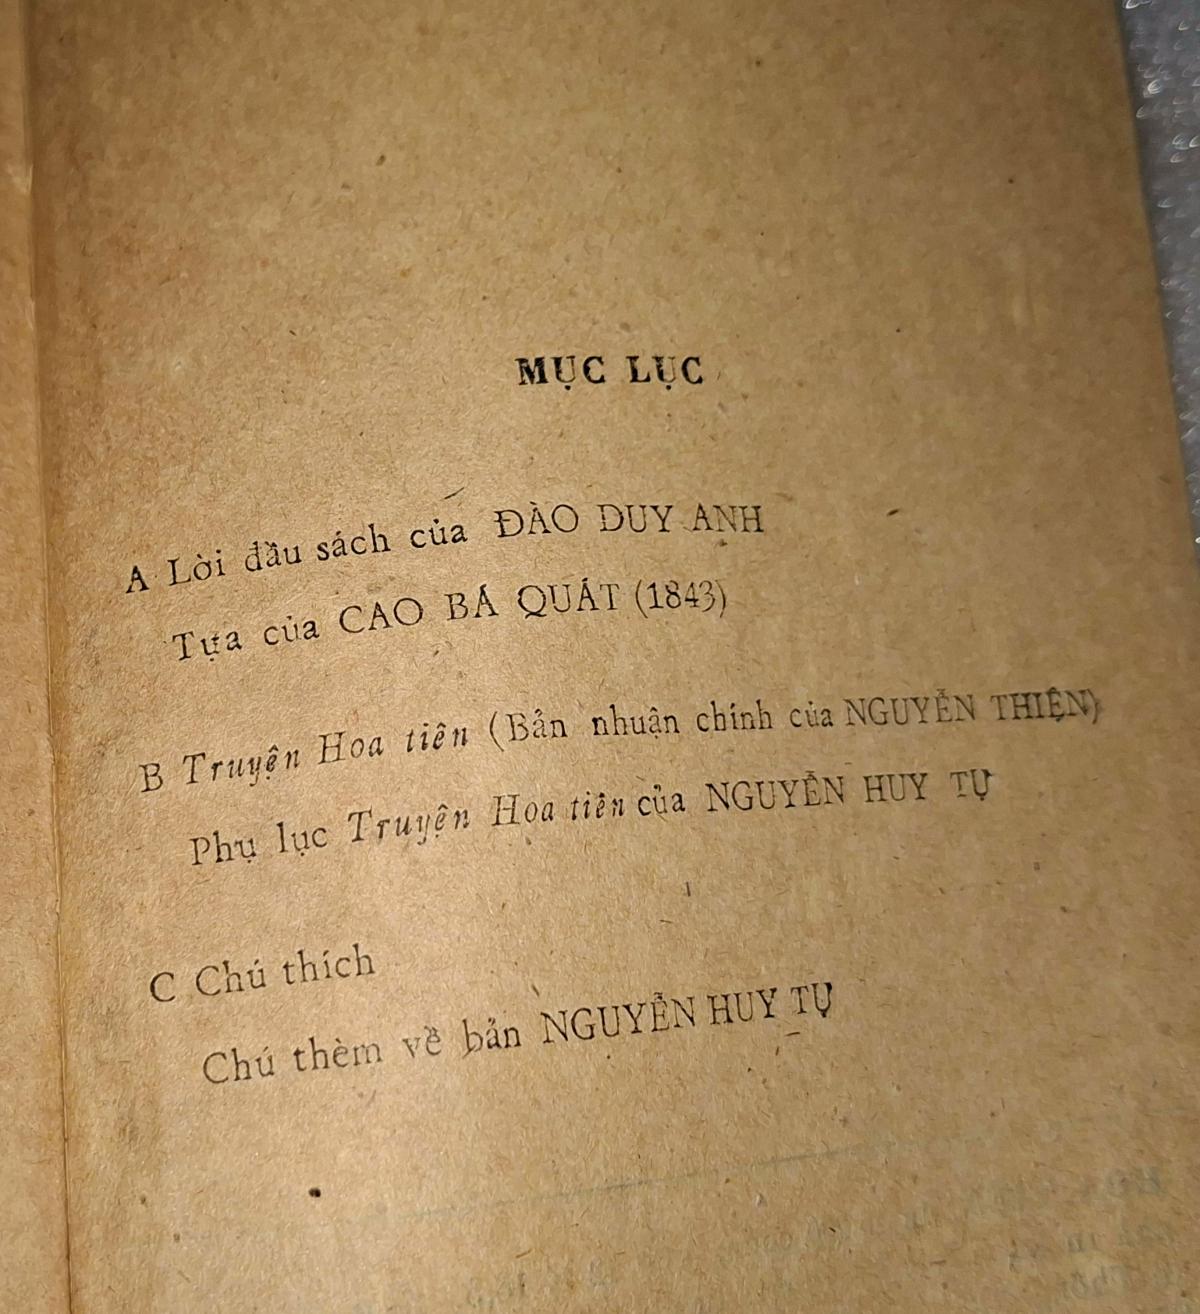 MỤC LỤC
A Lời đầu sách của ĐÀO DUY ANH
Tựa của CAO BÁ QUÁT (1843)
B Truyện Hoa tiên (Bản nhuận chính của NGUYỄN THIỆN)
Phụ lục Truyện Hoa tiên của NGUYỄN HUY TỰ
C Chú thích
Chú thèm về bản NGUYỄN HUY TỰ